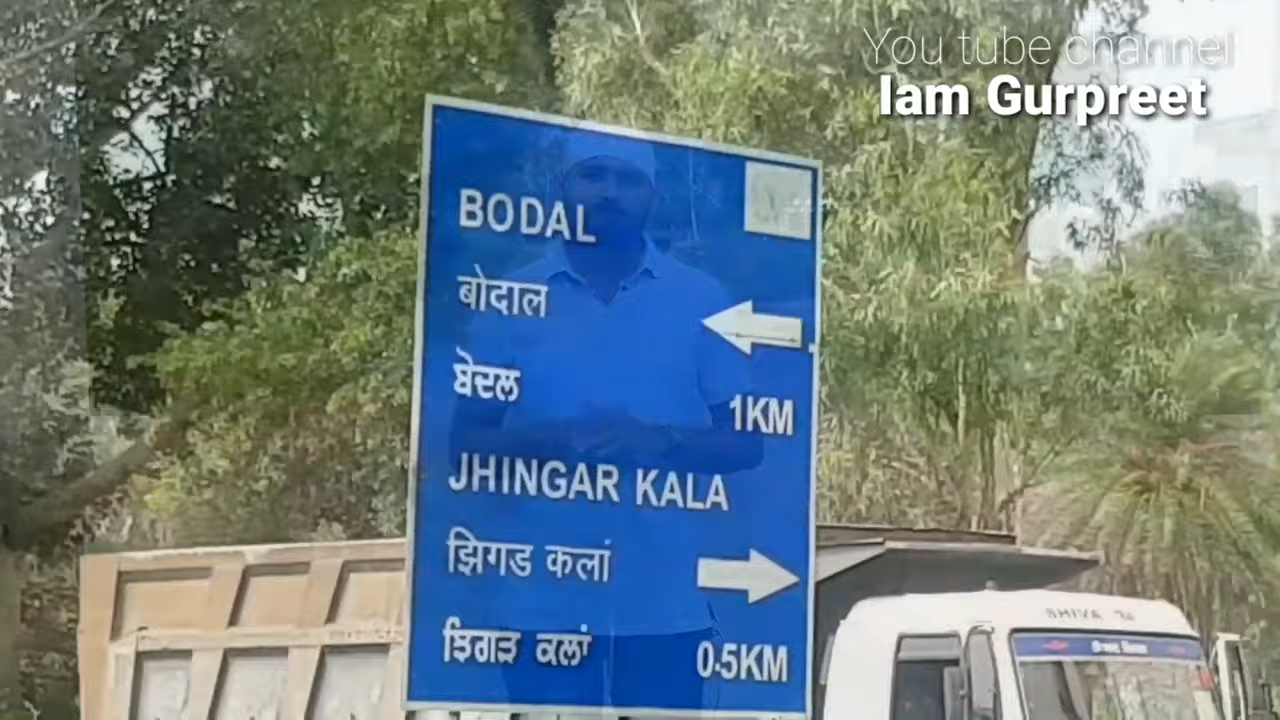 You tube channel
Iam Gurpreet
BODAL
बोदाल
ਬੋਦਲ
1KM
JHINGAR KALA
झिगड कलां
ਝਿਗੜ ਕਲਾਂ
0.5KM
SHIVA